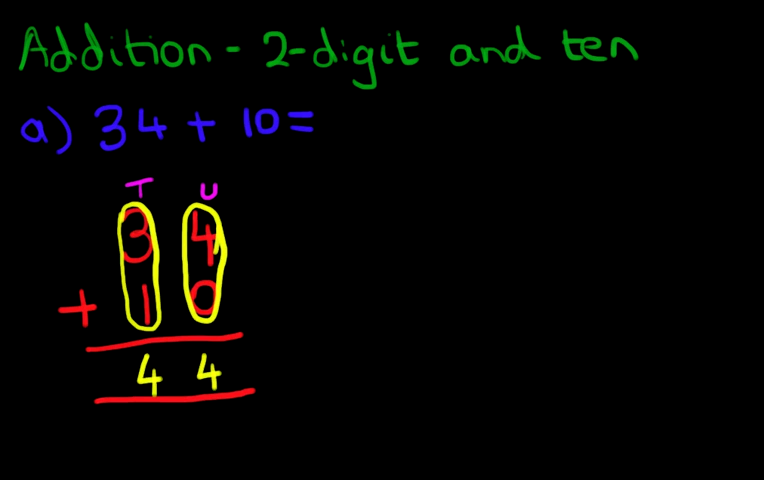 Addition - 2-digit and ten
a) 34 + 10 =
T U
3 4
+ 1 0
4 4